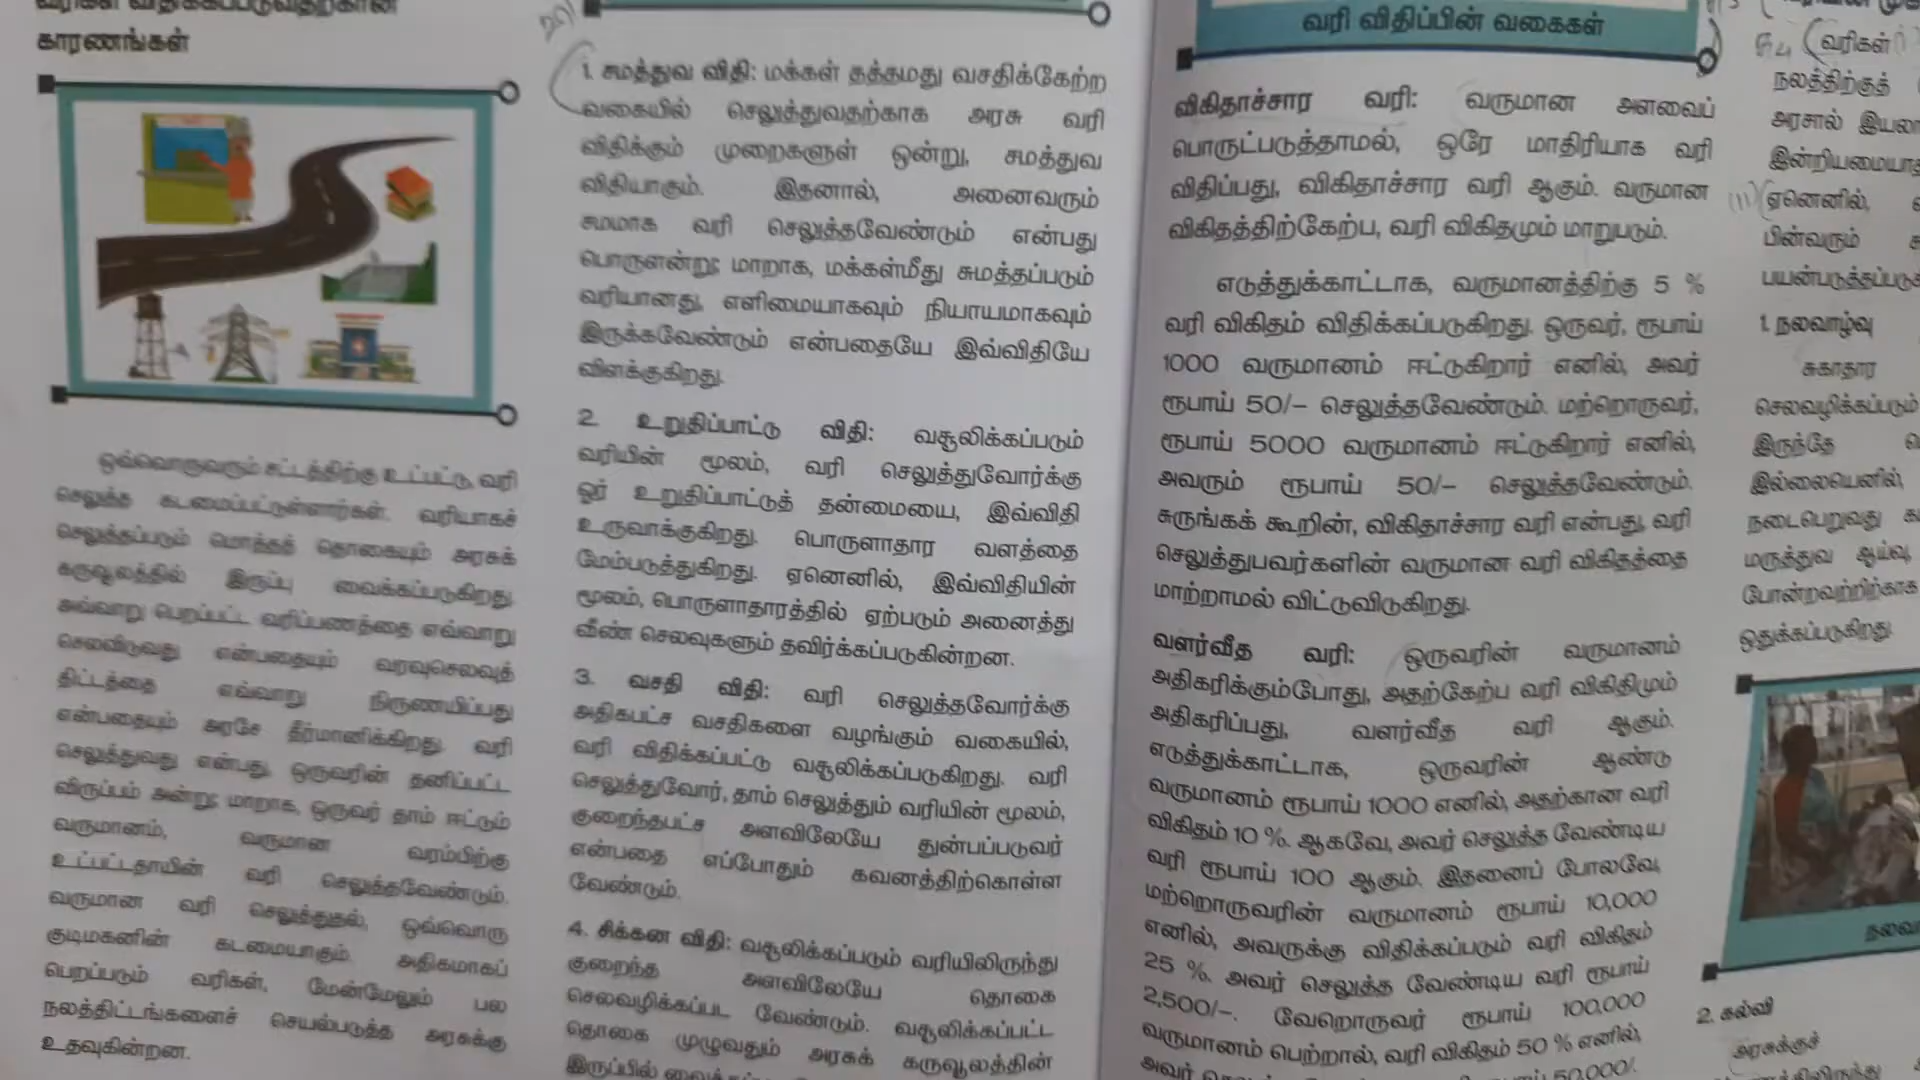 காரணங்கள்
ஒவ்வொருவரும் சட்டத்திற்கு உட்பட்டு, வரி
செலுத்த கடமைப்பட்டுள்ளார்கள். வரியாகச்
செலுத்தப்படும் மொத்தத் தொகையும் அரசுக்
கருவூலத்தில் இருப்பு வைக்கப்படுகிறது.
அவ்வாறு பெறப்பட்ட வரிப்பணத்தை எவ்வாறு
செலவிடுவது என்பதையும் வரவுசெலவுத்
திட்டத்தை எவ்வாறு நிருணயிப்பது
என்பதையும் அரசே தீர்மானிக்கிறது. வரி
செலுத்துவது என்பது, ஒருவரின் தனிப்பட்ட
விருப்பம் அன்று; மாறாக, ஒருவர் தாம் ஈட்டும்
வருமானம், வருமான வரம்பிற்கு
உட்பட்டதாயின் வரி செலுத்தவேண்டும்.
வருமான வரி செலுத்துதல், ஒவ்வொரு
குடிமகனின் கடமையாகும். அதிகமாகப்
பெறப்படும் வரிகள், மேன்மேலும் பல
நலத்திட்டங்களைச் செயல்படுத்த அரசுக்கு
உதவுகின்றன.
1. சமத்துவ விதி: மக்கள் தத்தமது வசதிக்கேற்ற
வகையில் செலுத்துவதற்காக அரசு வரி
விதிக்கும் முறைகளுள் ஒன்று, சமத்துவ
விதியாகும். இதனால், அனைவரும்
சமமாக வரி செலுத்தவேண்டும் என்பது
பொருளன்று; மாறாக, மக்கள்மீது சுமத்தப்படும்
வரியானது, எளிமையாகவும் நியாயமாகவும்
இருக்கவேண்டும் என்பதையே இவ்விதியே
விளக்குகிறது.
2. உறுதிப்பாட்டு விதி: வசூலிக்கப்படும்
வரியின் மூலம், வரி செலுத்துவோர்க்கு
ஓர் உறுதிப்பாட்டுத் தன்மையை, இவ்விதி
உருவாக்குகிறது. பொருளாதார வளத்தை
மேம்படுத்துகிறது. ஏனெனில், இவ்விதியின்
மூலம், பொருளாதாரத்தில் ஏற்படும் அனைத்து
வீண் செலவுகளும் தவிர்க்கப்படுகின்றன.
3. வசதி விதி: வரி செலுத்தவோர்க்கு
அதிகபட்ச வசதிகளை வழங்கும் வகையில்,
வரி விதிக்கப்பட்டு வசூலிக்கப்படுகிறது. வரி
செலுத்துவோர், தாம் செலுத்தும் வரியின் மூலம்,
குறைந்தபட்ச அளவிலேயே துன்பப்படுவர்
என்பதை எப்போதும் கவனத்திற்கொள்ள
வேண்டும்.
4. சிக்கன விதி: வசூலிக்கப்படும் வரியிலிருந்து
குறைந்த அளவிலேயே தொகை
செலவழிக்கப்பட வேண்டும். வசூலிக்கப்பட்ட
தொகை முழுவதும் அரசுக் கருவூலத்தின்
இருப்பில்
வரி விதிப்பின் வகைகள்
விகிதாச்சார வரி: வருமான அளவைப்
பொருட்படுத்தாமல், ஒரே மாதிரியாக வரி
விதிப்பது, விகிதாச்சார வரி ஆகும். வருமான
விகிதத்திற்கேற்ப, வரி விகிதமும் மாறுபடும்.
எடுத்துக்காட்டாக, வருமானத்திற்கு 5 %
வரி விகிதம் விதிக்கப்படுகிறது. ஒருவர், ரூபாய்
1000 வருமானம் ஈட்டுகிறார் எனில், அவர்
ரூபாய் 50/– செலுத்தவேண்டும். மற்றொருவர்,
ரூபாய் 5000 வருமானம் ஈட்டுகிறார் எனில்,
அவரும் ரூபாய் 50/– செலுத்தவேண்டும்.
சுருங்கக் கூறின், விகிதாச்சார வரி என்பது, வரி
செலுத்துபவர்களின் வருமான வரி விகிதத்தை
மாற்றாமல் விட்டுவிடுகிறது.
வளர்வீத வரி: ஒருவரின் வருமானம்
அதிகரிக்கும்போது, அதற்கேற்ப வரி விகிதிமும்
அதிகரிப்பது, வளர்வீத வரி ஆகும்.
எடுத்துக்காட்டாக, ஒருவரின் ஆண்டு
வருமானம் ரூபாய் 1000 எனில், அதற்கான வரி
விகிதம் 10 %. ஆகவே, அவர் செலுத்த வேண்டிய
வரி ரூபாய் 100 ஆகும். இதனைப் போலவே,
மற்றொருவரின் வருமானம் ரூபாய் 10,000
எனில், அவருக்கு விதிக்கப்படும் வரி விகிதம்
25 %. அவர் செலுத்த வேண்டிய வரி ரூபாய்
2,500/–. வேறொருவர் ரூபாய் 100,000
வருமானம் பெற்றால், வரி விகிதம் 50 % எனில்,
அவர்
வரிகள்
நலத்திற்குத்
அரசால்
ஏனெனில்,
பின்வரும்
1. நலவாழ்வு
சுகாதார
செலவழிக்கப்படும்
இருந்தே
இல்லையெனில்,
நடைபெறுவது
மருத்துவ ஆய்வு,
போன்றவற்றிற்காக
ஒதுக்கப்படுகிறது.
2. கல்வி
அரசுக்குச்